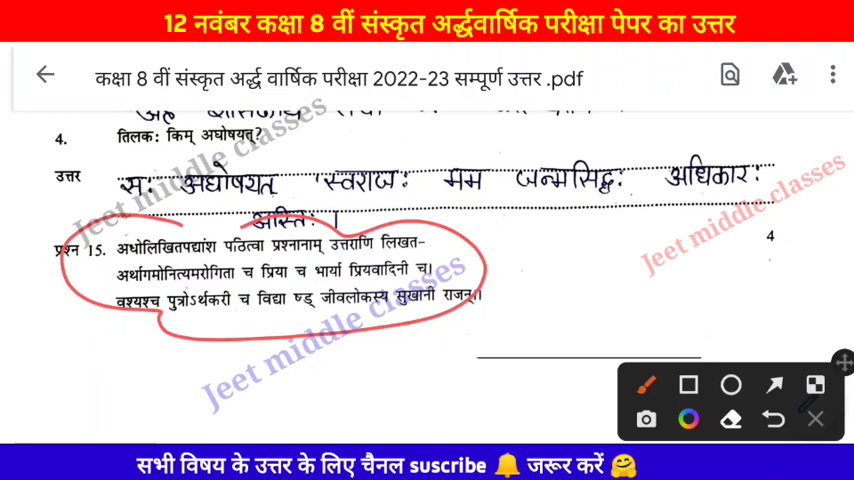 12 नवंबर कक्षा 8 वीं संस्कृत अर्द्धवार्षिक परीक्षा पेपर का उत्तर
कक्षा 8 वीं संस्कृत अर्द्ध वार्षिक परीक्षा 2022-23 सम्पूर्ण उत्तर .pdf
4. तिलकः किम् अघोषयत्?
उत्तर सः अघोषयत् 'स्वराजः मम जन्मसिद्धः अधिकारः
अस्तिः ।
प्रश्न 15. अधोलिखितपद्यांश पठित्वा प्रश्नानाम् उत्तराणि लिखत- 4
अर्थागमोनित्यमरोगिता च प्रिया च भार्या प्रियवादिनी च।
वश्यश्च पुत्रोऽर्थकरी च विद्या षड् जीवलोकस्य सुखानी राजन्।।
Jeet middle classes
Jeet middle classes
Jeet middle classes
सभी विषय के उत्तर के लिए चैनल suscribe 🔔 जरूर करें 🤗